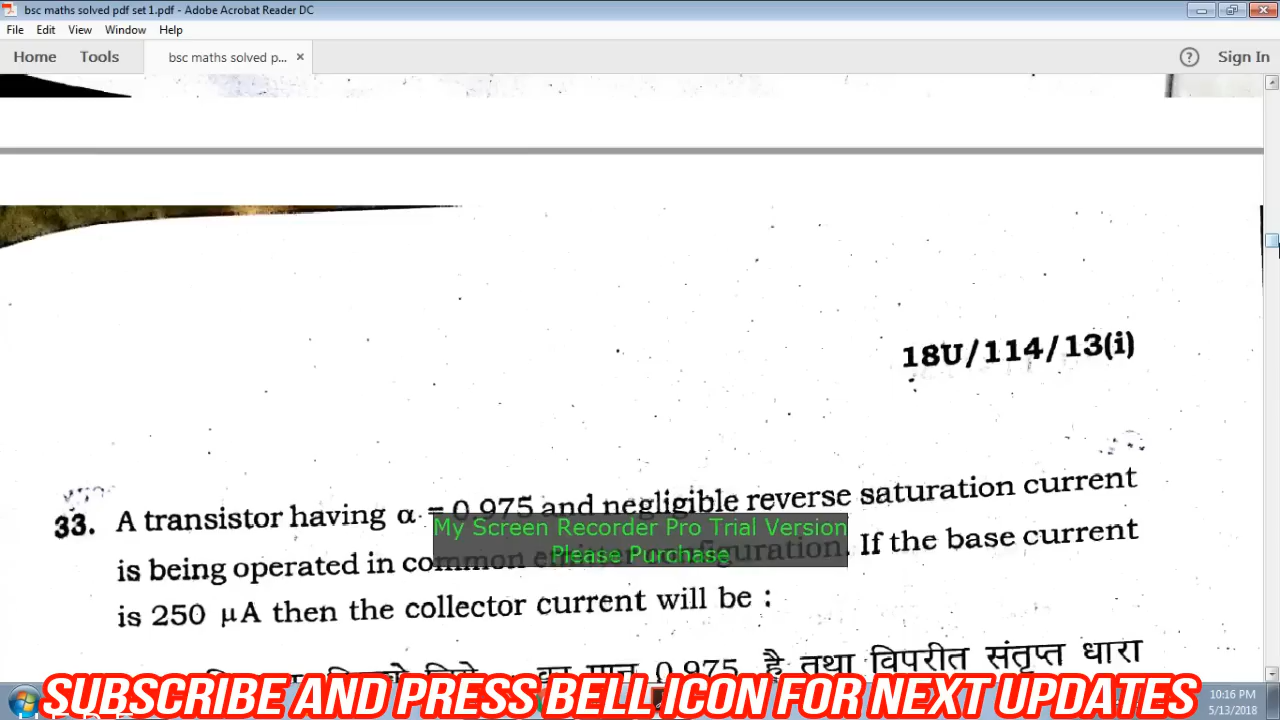 bsc maths solved pdf set 1.pdf - Adobe Acrobat Reader DC
File Edit View Window Help
Home Tools bsc maths solved p... × ? Sign In
18U/114/13(i)
33. A transistor having α = 0.975 and negligible reverse saturation current
My Screen Recorder Pro Trial Version
is being operated in common emitter configuration. If the base current
Please Purchase
is 250 μA then the collector current will be :
का मान 0.975 है तथा विपरीत संतृप्त धारा
SUBSCRIBE AND PRESS BELL ICON FOR NEXT UPDATES
10:16 PM
5/13/2018